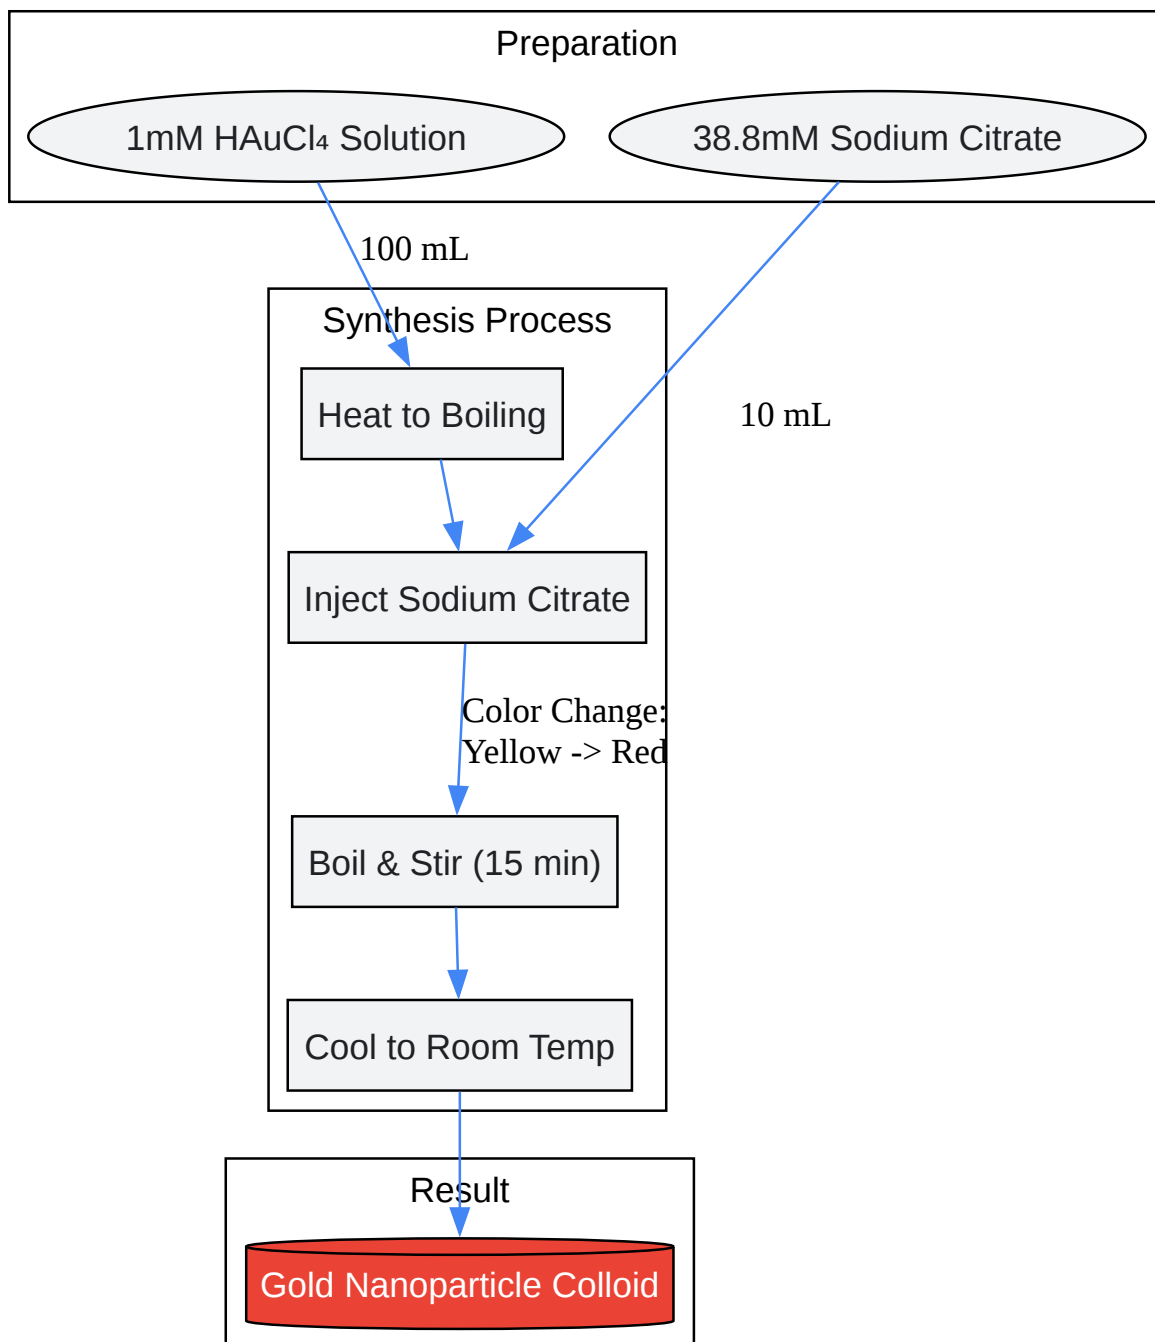 Preparation
1mM HAuCl₄ Solution
38.8mM Sodium Citrate
100 mL
Synthesis Process
Heat to Boiling
10 mL
Inject Sodium Citrate
Color Change:
Yellow -> Red
Boil & Stir (15 min)
Cool to Room Temp
Result
Gold Nanoparticle Colloid